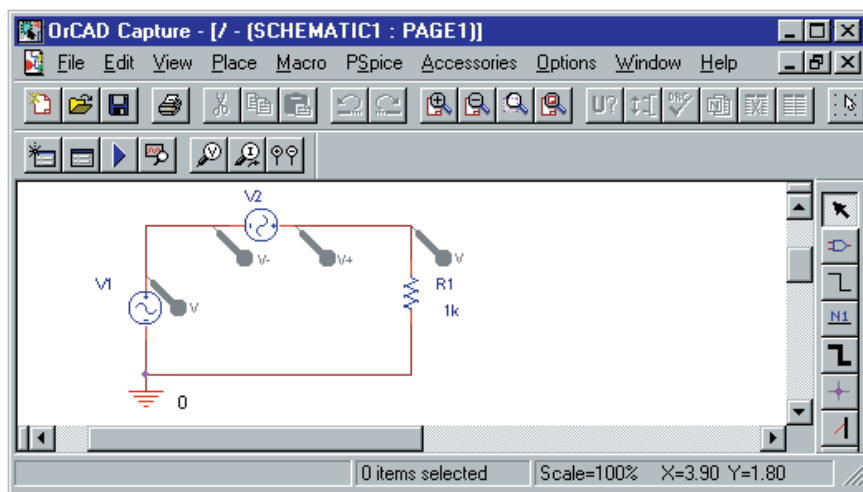 OrCAD Capture - [/ - (SCHEMATIC1 : PAGE1)]
File Edit View Place Macro PSpice Accessories Options Window Help
U? DRC
V I
V2
V- V+ V
V1 V R1
1k
0
N1
0 items selected Scale=100% X=3.90 Y=1.80